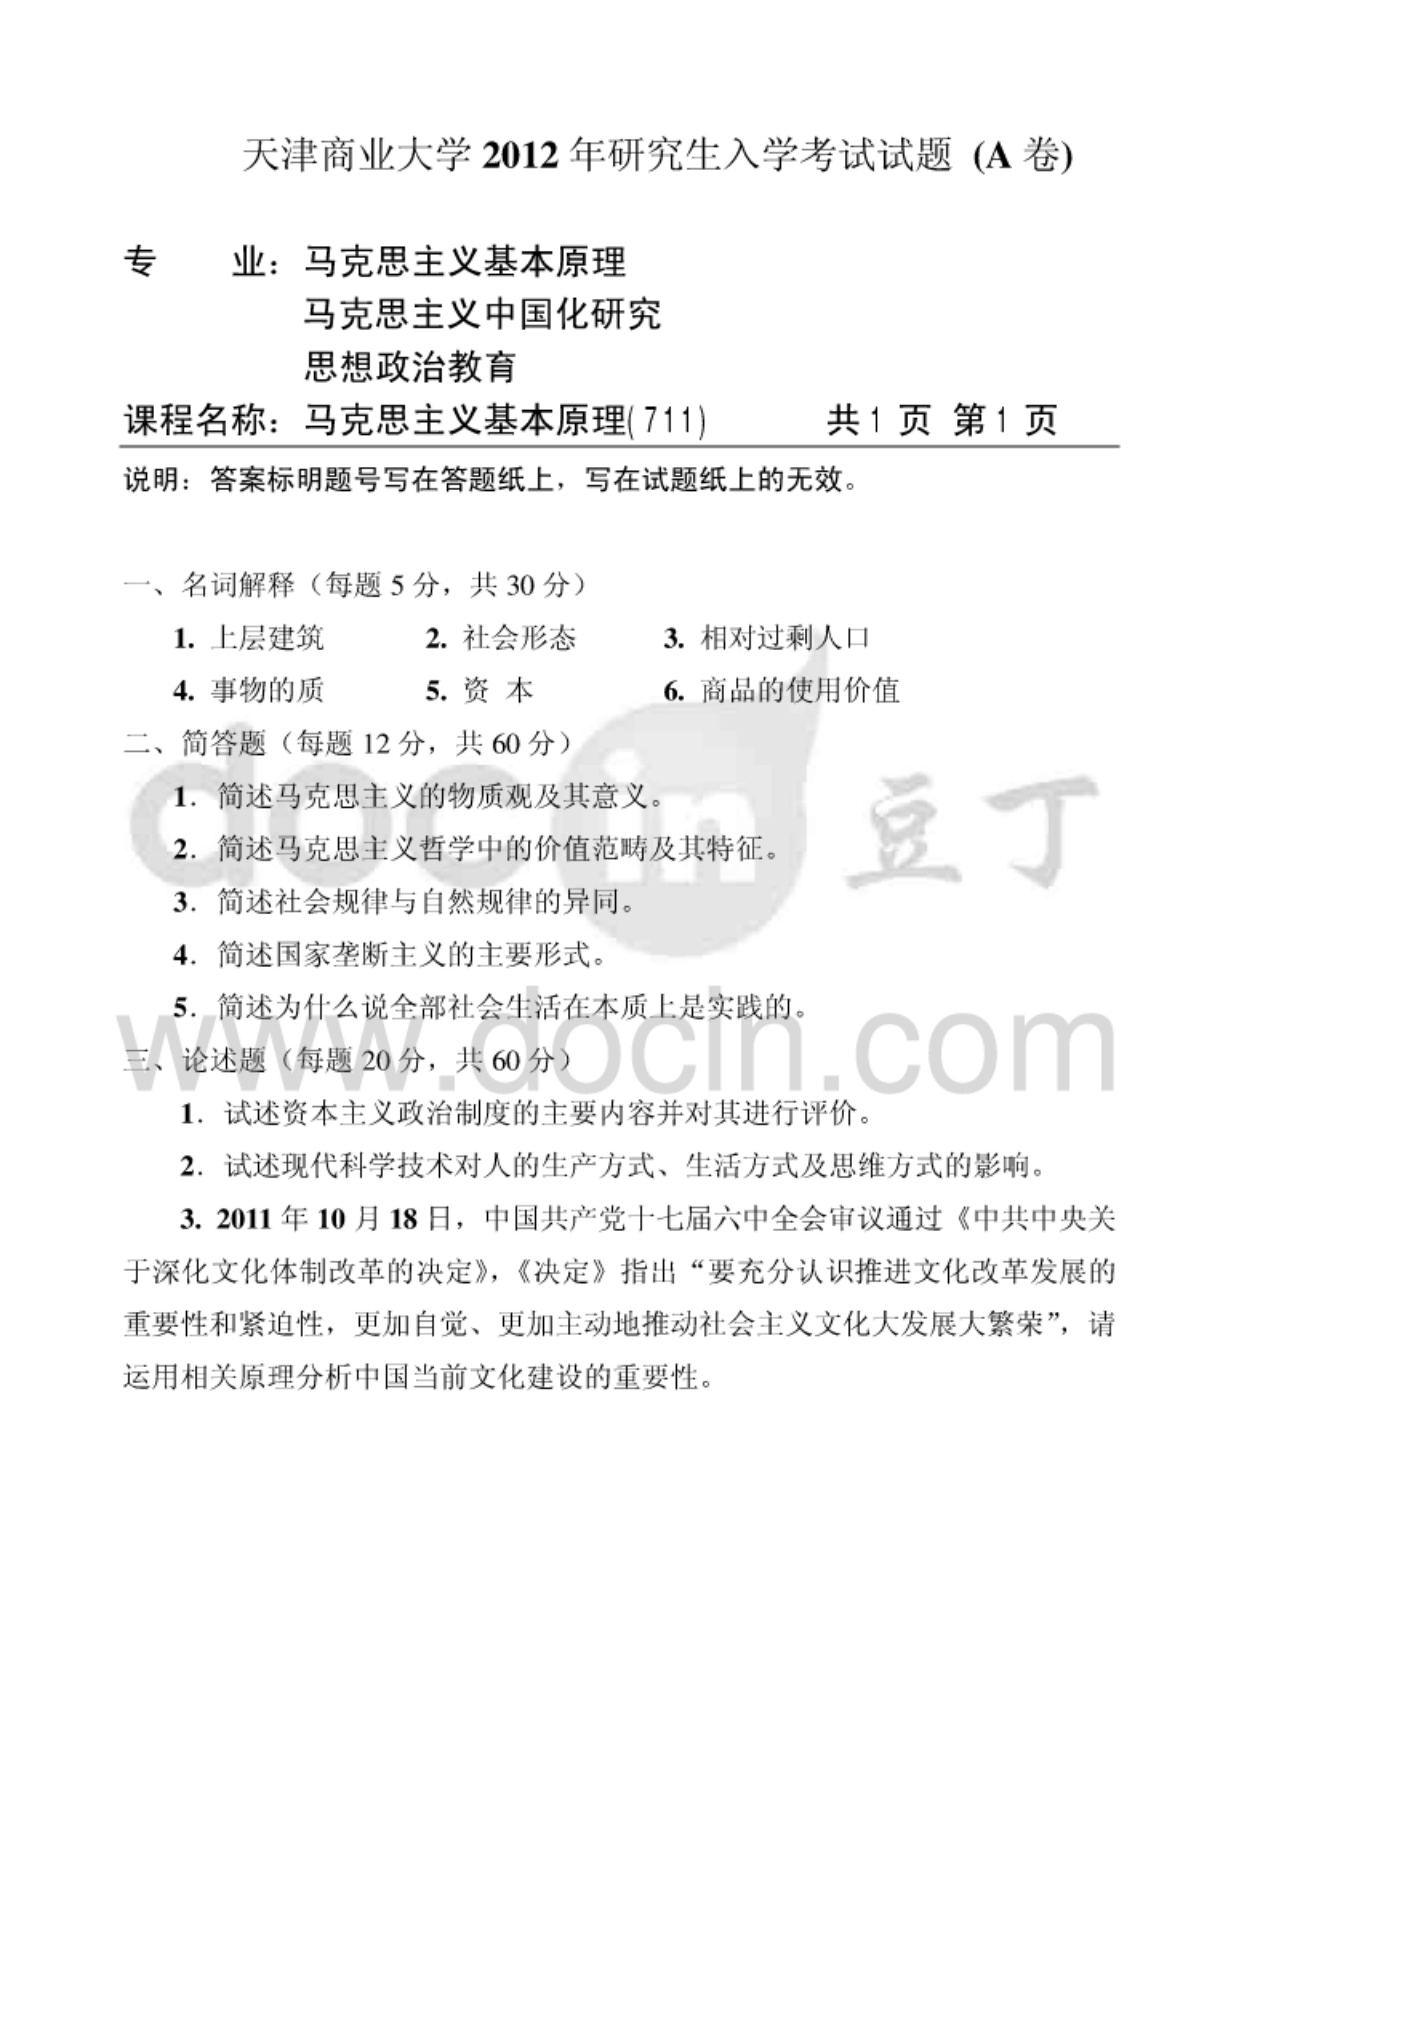 天津商业大学 2012 年研究生入学考试试题 (A 卷)
专 业：马克思主义基本原理
马克思主义中国化研究
思想政治教育
课程名称：马克思主义基本原理(711) 共 1 页 第 1 页
说明：答案标明题号写在答题纸上，写在试题纸上的无效。
一、名词解释（每题 5 分，共 30 分）
1. 上层建筑 2. 社会形态 3. 相对过剩人口
4. 事物的质 5. 资 本 6. 商品的使用价值
二、简答题（每题 12 分，共 60 分）
1．简述马克思主义的物质观及其意义。
2．简述马克思主义哲学中的价值范畴及其特征。
3．简述社会规律与自然规律的异同。
4．简述国家垄断主义的主要形式。
5．简述为什么说全部社会生活在本质上是实践的。
三、论述题（每题 20 分，共 60 分）
1．试述资本主义政治制度的主要内容并对其进行评价。
2．试述现代科学技术对人的生产方式、生活方式及思维方式的影响。
3. 2011 年 10 月 18 日，中国共产党十七届六中全会审议通过《中共中央关
于深化文化体制改革的决定》，《决定》指出“要充分认识推进文化改革发展的
重要性和紧迫性，更加自觉、更加主动地推动社会主义文化大发展大繁荣”，请
运用相关原理分析中国当前文化建设的重要性。
docin 豆丁
www.docin.com